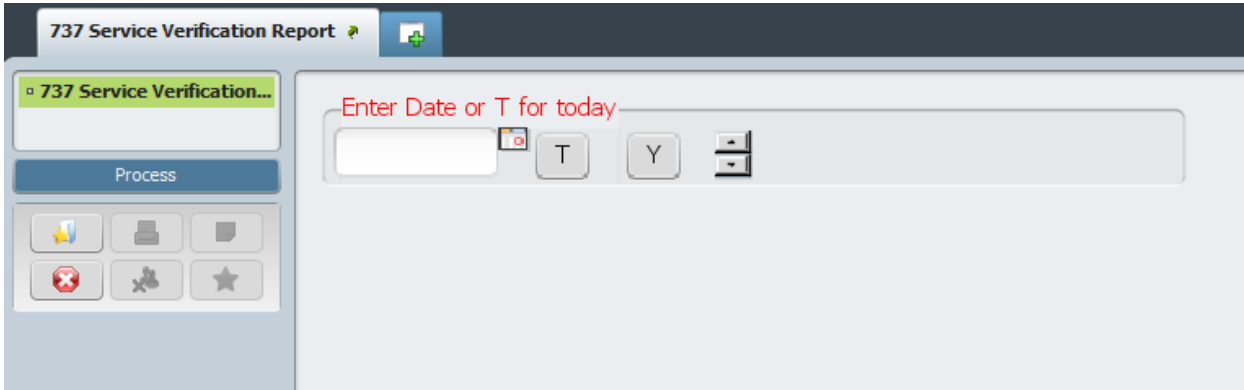 737 Service Verification Report
737 Service Verification...
Process
Enter Date or T for today
T
Y